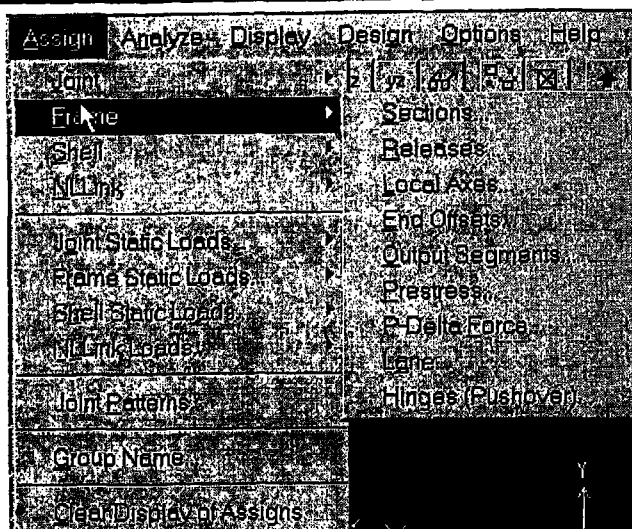 Assign Analyze Display Design Options Help
Joint
Frame
Shell
NLLink
Joint Static Loads...
Frame Static Loads...
Shell Static Loads...
NLLink Loads...
Joint Patterns...
Group Name...
Clear Display of Assigns
yz
Sections...
Releases...
Local Axes...
End Offsets...
Output Segments...
Prestress...
P-Delta Force...
Lane...
Hinges (Pushover)...
Y